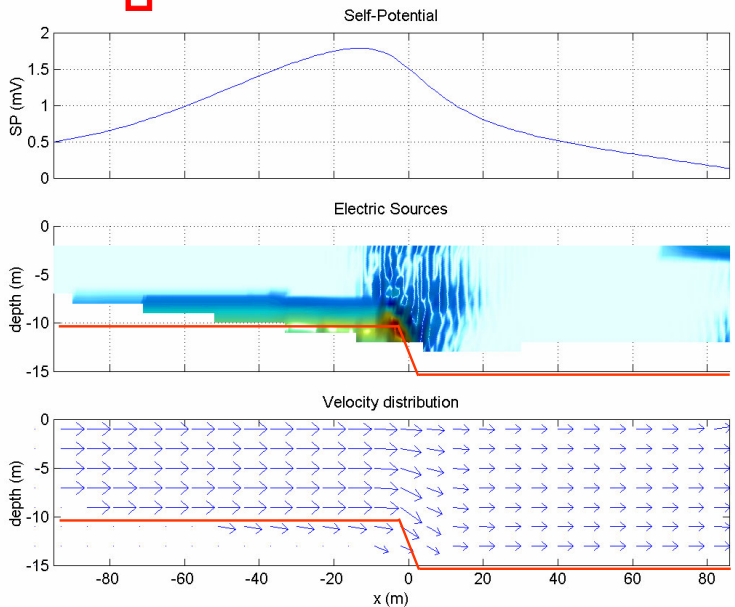 Self-Potential
SP (mV)
2
1.5
1
0.5
0
Electric Sources
depth (m)
0
-5
-10
-15
Velocity distribution
depth (m)
0
-5
-10
-15
-80 -60 -40 -20 0 20 40 60 80
x (m)